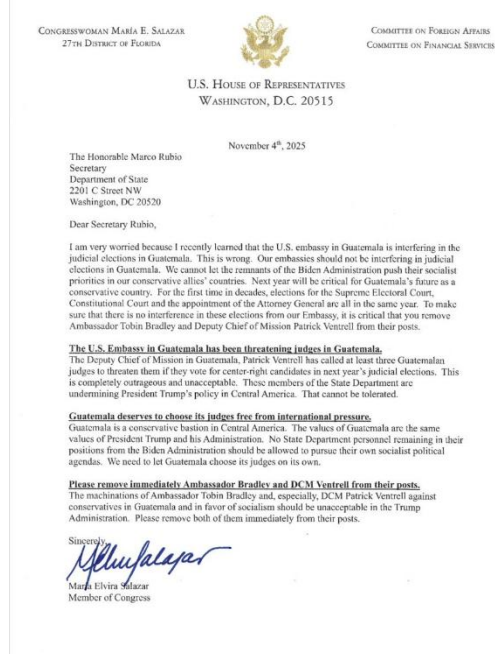 CONGRESSWOMAN MARÍA E. SALAZAR
27TH DISTRICT OF FLORIDA
COMMITTEE ON FOREIGN AFFAIRS
COMMITTEE ON FINANCIAL SERVICES
U.S. HOUSE OF REPRESENTATIVES
WASHINGTON, D.C. 20515
November 4th, 2025
The Honorable Marco Rubio
Secretary
Department of State
2201 C Street NW
Washington, DC 20520
Dear Secretary Rubio,
I am very worried because I recently learned that the U.S. embassy in Guatemala is interfering in the
judicial elections in Guatemala. This is wrong. Our embassies should not be interfering in judicial
elections in Guatemala. We cannot let the remnants of the Biden Administration push their socialist
priorities in our conservative allies' countries. Next year will be critical for Guatemala's future as a
conservative country. For the first time in decades, elections for the Supreme Electoral Court,
Constitutional Court and the appointment of the Attorney General are all in the same year. To make
sure that there is no interference in these elections from our Embassy, it is critical that you remove
Ambassador Tobin Bradley and Deputy Chief of Mission Patrick Ventrell from their posts.
The U.S. Embassy in Guatemala has been threatening judges in Guatemala.
The Deputy Chief of Mission in Guatemala, Patrick Ventrell has called at least three Guatemalan
judges to threaten them if they vote for center-right candidates in next year's judicial elections. This
is completely outrageous and unacceptable. These members of the State Department are
undermining President Trump's policy in Central America. That cannot be tolerated.
Guatemala deserves to choose its judges free from international pressure.
Guatemala is a conservative bastion in Central America. The values of Guatemala are the same
values of President Trump and his Administration. No State Department personnel remaining in their
positions from the Biden Administration should be allowed to pursue their own socialist political
agendas. We need to let Guatemala choose its judges on its own.
Please remove immediately Ambassador Bradley and DCM Ventrell from their posts.
The machinations of Ambassador Tobin Bradley and, especially, DCM Patrick Ventrell against
conservatives in Guatemala and in favor of socialism should be unacceptable in the Trump
Administration. Please remove both of them immediately from their posts.
Sincerely,
María Elvira Salazar
Member of Congress